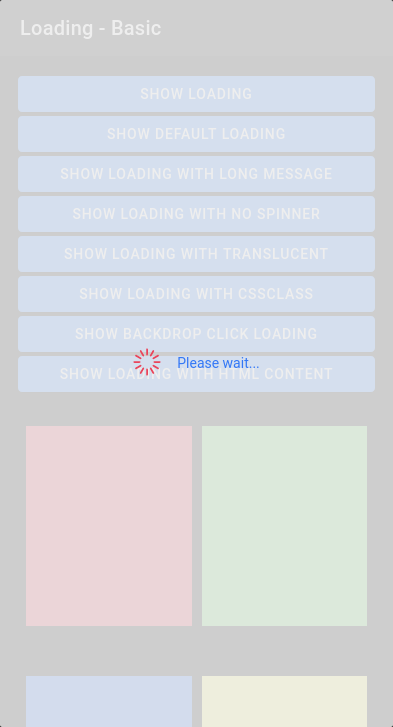 Loading - Basic
SHOW LOADING
SHOW DEFAULT LOADING
SHOW LOADING WITH LONG MESSAGE
SHOW LOADING WITH NO SPINNER
SHOW LOADING WITH TRANSLUCENT
SHOW LOADING WITH CSSCLASS
SHOW BACKDROP CLICK LOADING
Please wait...
SHOW LOADING WITH HTML CONTENT